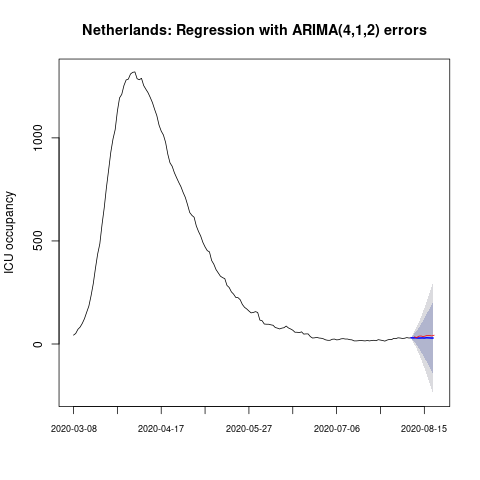 Netherlands: Regression with ARIMA(4,1,2) errors
ICU occupancy
1000
500
0
2020-03-08 2020-04-17 2020-05-27 2020-07-06 2020-08-15